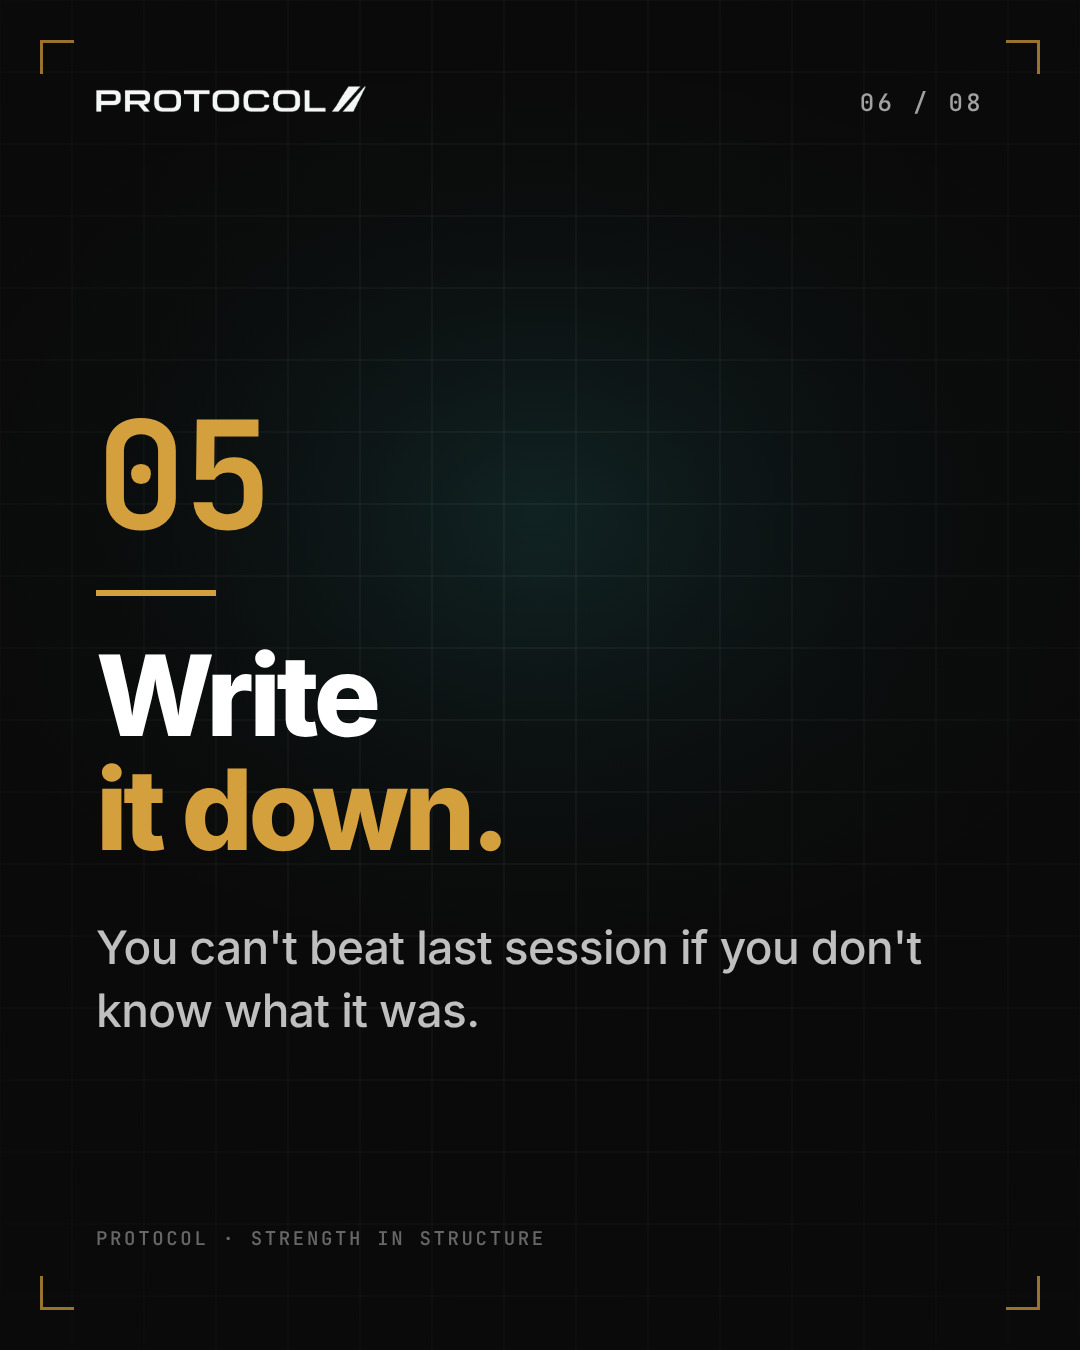 PROTOCOL
06 / 08
05
Write
it down.
You can't beat last session if you don't
know what it was.
PROTOCOL · STRENGTH IN STRUCTURE